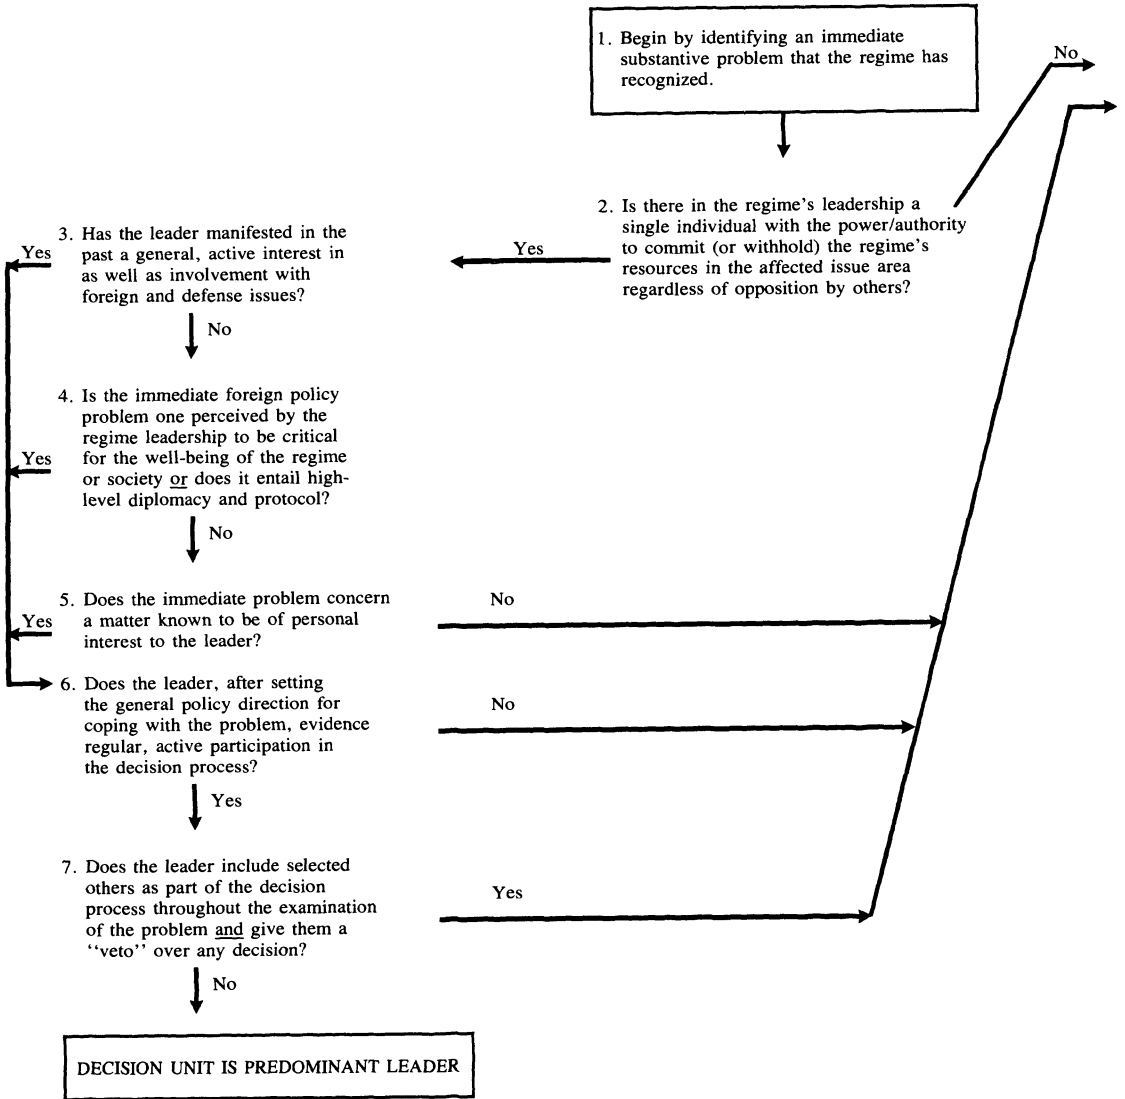 1. Begin by identifying an immediate
substantive problem that the regime has
recognized.
No
2. Is there in the regime's leadership a
single individual with the power/authority
to commit (or withhold) the regime's
resources in the affected issue area
regardless of opposition by others?
Yes
3. Has the leader manifested in the
past a general, active interest in
as well as involvement with
foreign and defense issues?
Yes
No
4. Is the immediate foreign policy
problem one perceived by the
regime leadership to be critical
for the well-being of the regime
or society or does it entail high-
level diplomacy and protocol?
Yes
No
5. Does the immediate problem concern
a matter known to be of personal
interest to the leader?
Yes
No
6. Does the leader, after setting
the general policy direction for
coping with the problem, evidence
regular, active participation in
the decision process?
No
Yes
7. Does the leader include selected
others as part of the decision
process throughout the examination
of the problem and give them a
‘‘veto’’ over any decision?
Yes
No
DECISION UNIT IS PREDOMINANT LEADER